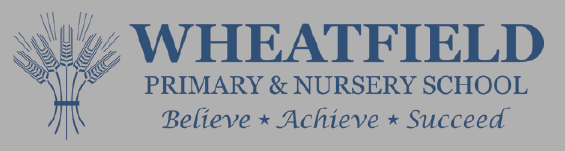 WHEATFIELD
PRIMARY & NURSERY SCHOOL
Believe ★ Achieve ★ Succeed